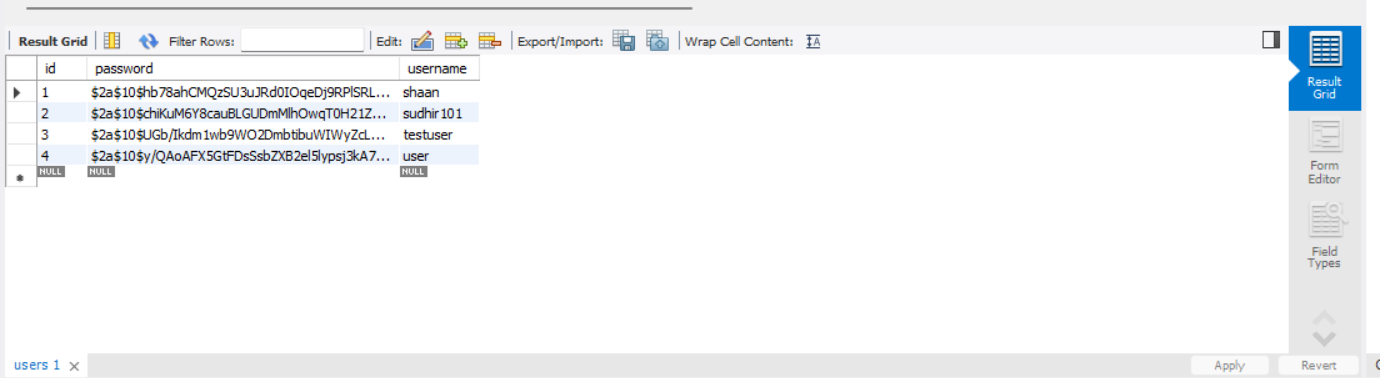 Result Grid Filter Rows: Edit: Export/Import: Wrap Cell Content: IA
id password username
1 $2a$10$hb78ahCMQzSU3uJRd0IOqeDj9RPlSRL... shaan
2 $2a$10$chiKuM6Y8cauBLGUDmMlhOwqT0H21Z... sudhir101
3 $2a$10$UGb/Ikdm1wb9WO2DmbtibuWIWyZcL... testuser
4 $2a$10$y/QAoAFX5GtFDsSsbZXB2el5lypsj3kA7... user
NULL NULL NULL
Result
Grid
Form
Editor
Field
Types
users 1
Apply Revert